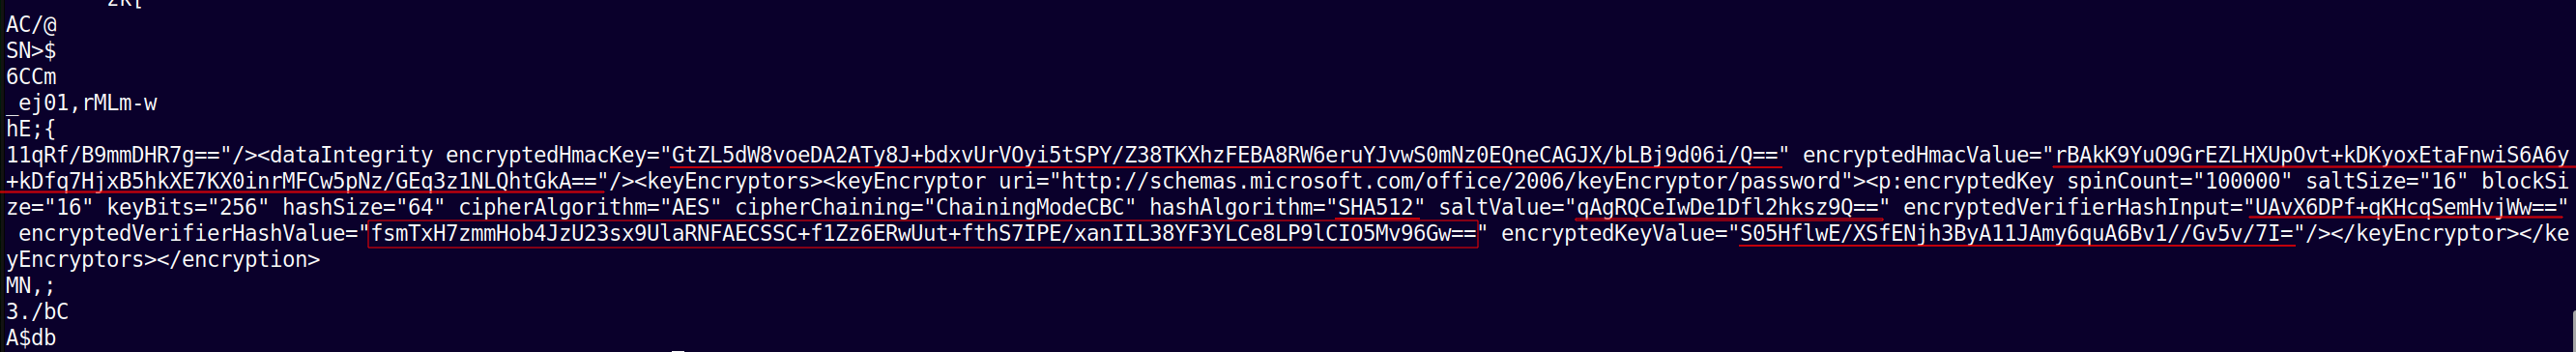 AC/@
SN>$
6CCm
_ej01,rMLm-w
hE;{
11qRf/B9mmDHR7g=="/><dataIntegrity encryptedHmacKey="GtZL5dW8voeDA2ATy8J+bdxvUrVOyi5tSPY/Z38TKXhzFEBA8RW6eruYJvwS0mNz0EQneCAGJX/bLBj9d06i/Q==" encryptedHmacValue="rBAkK9YuO9GrEZLHXUpOvt+kDKyoxEtaFnwiS6A6y
+kDfq7HjxB5hkXE7KX0inrMFCw5pNz/GEq3z1NLQhtGkA=="/><keyEncryptors><keyEncryptor uri="http://schemas.microsoft.com/office/2006/keyEncryptor/password"><p:encryptedKey spinCount="100000" saltSize="16" blockSi
ze="16" keyBits="256" hashSize="64" cipherAlgorithm="AES" cipherChaining="ChainingModeCBC" hashAlgorithm="SHA512" saltValue="qAgRQCeIwDe1Dfl2hksz9Q==" encryptedVerifierHashInput="UAvX6DPf+qKHcqSemHvjWw=="
encryptedVerifierHashValue="fsmTxH7zmmHob4JzU23sx9UlaRNFAECSSC+f1Zz6ERwUut+fthS7IPE/xanIIL38YF3YLCe8LP9lCIO5Mv96Gw==" encryptedKeyValue="S05HflwE/XSfENjh3ByA11JAmy6quA6Bv1//Gv5v/7I="/></keyEncryptor></ke
yEncryptors></encryption>
MN,;
3./bC
A$db